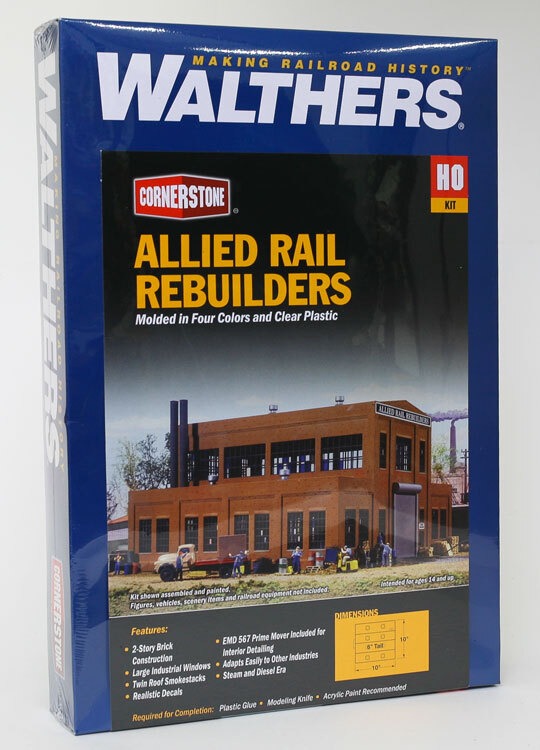 MAKING RAILROAD HISTORY™
WALTHERS®
HO
KIT
CORNERSTONE®
ALLIED RAIL
REBUILDERS
Molded in Four Colors and Clear Plastic
ALLIED RAIL REBUILDERS
Kit shown assembled and painted.
Figures, vehicles, scenery items and railroad equipment not included.
Intended for ages 14 and up.
Features:
• 2-Story Brick
Construction
• Large Industrial Windows
• Twin Roof Smokestacks
• Realistic Decals
• EMD 567 Prime Mover Included for
Interior Detailing
• Adapts Easily to Other Industries
• Steam and Diesel Era
DIMENSIONS
6" Tall
10"
10"
Required for Completion: Plastic Glue • Modeling Knife • Acrylic Paint Recommended
MAKING RAILROAD HISTORY
WALTHERS
CORNERSTONE